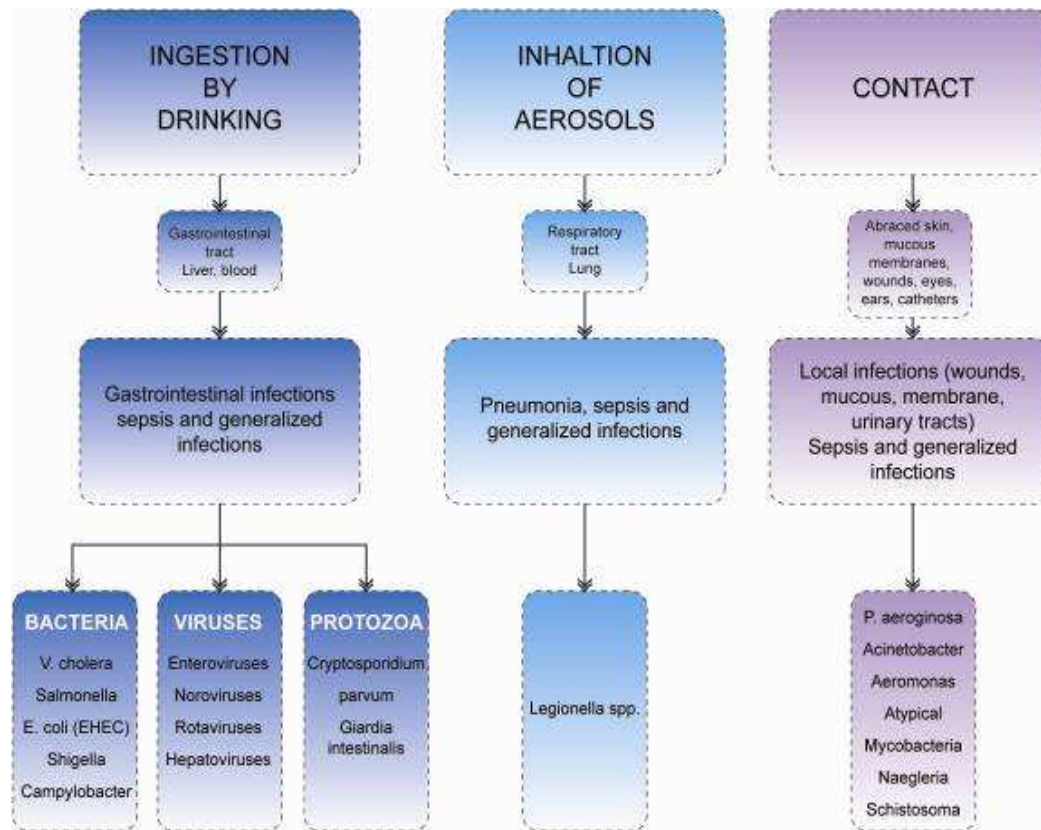 INGESTION
BY
DRINKING
INHALTION
OF
AEROSOLS
CONTACT
Gastrointestinal
tract
Liver. blood
Respiratory
tract
Lung
Abraced skin,
mucous
membranes,
wounds, eyes,
ears, catheters
Gastrointestinal infections
sepsis and generalized
infections
Pneumonia, sepsis and
generalized infections
Local infections (wounds,
mucous, membrane,
urinary tracts)
Sepsis and generalized
infections
BACTERIA
V. cholera
Salmonella
E. coli (EHEC)
Shigella
Campylobacter
VIRUSES
Enteroviruses
Noroviruses
Rotaviruses
Hepatoviruses
PROTOZOA
Cryptosporidium
parvum
Giardia
intestinalis
Legionella spp.
P. aeroginosa
Acinetobacter
Aeromonas
Atypical
Mycobacteria
Naegleria
Schistosoma